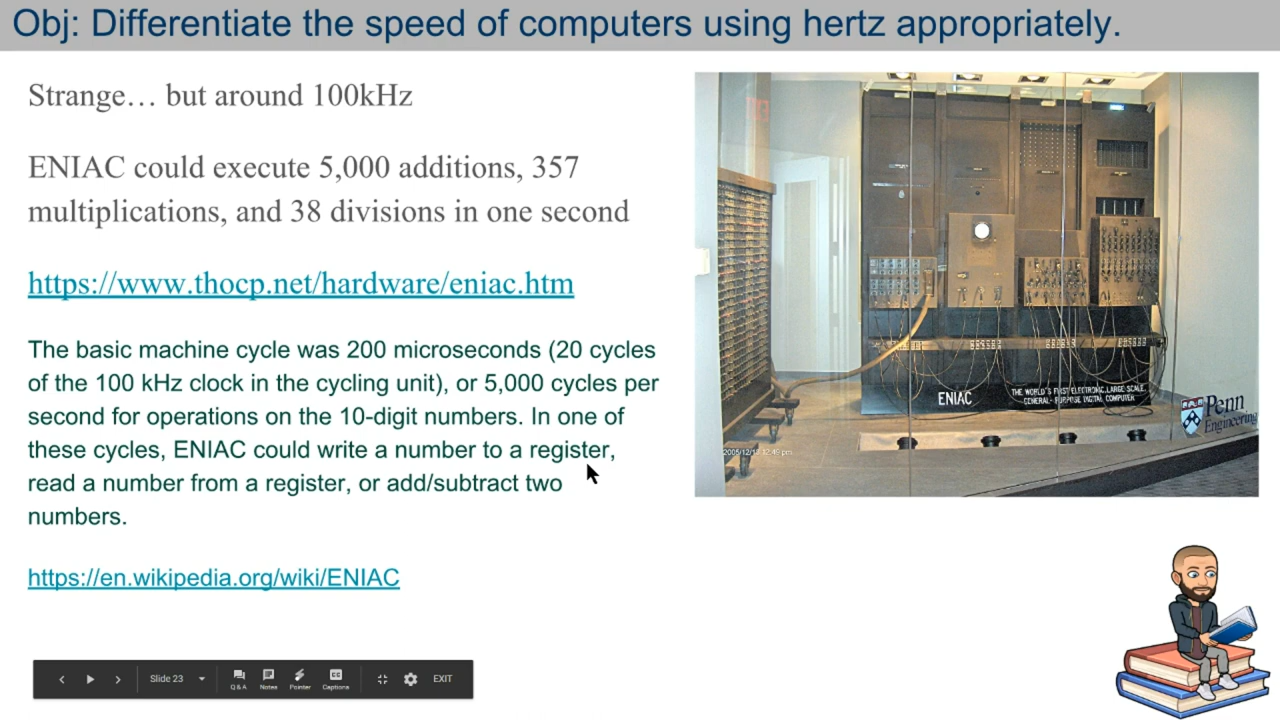 Obj: Differentiate the speed of computers using hertz appropriately.
Strange… but around 100kHz
ENIAC could execute 5,000 additions, 357
multiplications, and 38 divisions in one second
https://www.thocp.net/hardware/eniac.htm
The basic machine cycle was 200 microseconds (20 cycles
of the 100 kHz clock in the cycling unit), or 5,000 cycles per
second for operations on the 10-digit numbers. In one of
these cycles, ENIAC could write a number to a register,
read a number from a register, or add/subtract two
numbers.
https://en.wikipedia.org/wiki/ENIAC
ENIAC
THE WORLD'S FIRST ELECTRONIC, LARGE SCALE,
GENERAL-PURPOSE DIGITAL COMPUTER
Penn
Engineering
Slide 23
Q & A
Notes
Pointer
Captions
EXIT